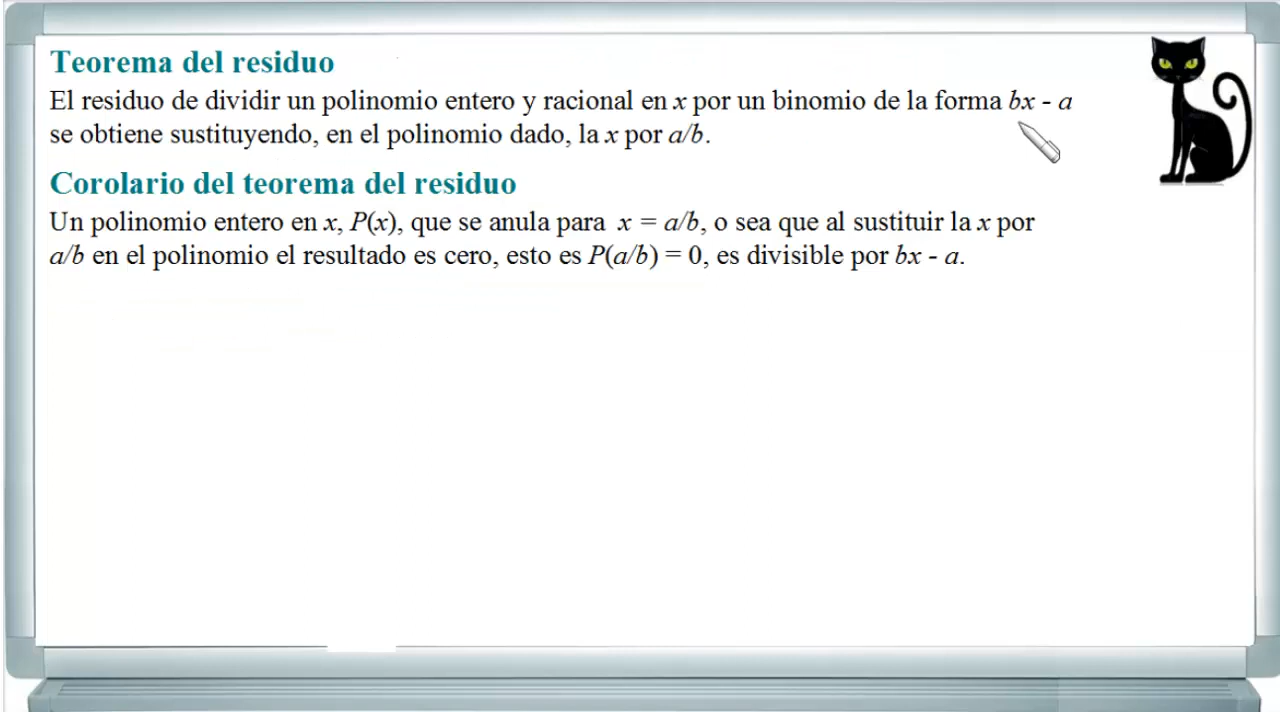 Teorema del residuo
El residuo de dividir un polinomio entero y racional en x por un binomio de la forma bx - a
se obtiene sustituyendo, en el polinomio dado, la x por a/b.
Corolario del teorema del residuo
Un polinomio entero en x, P(x), que se anula para x = a/b, o sea que al sustituir la x por
a/b en el polinomio el resultado es cero, esto es P(a/b) = 0, es divisible por bx - a.